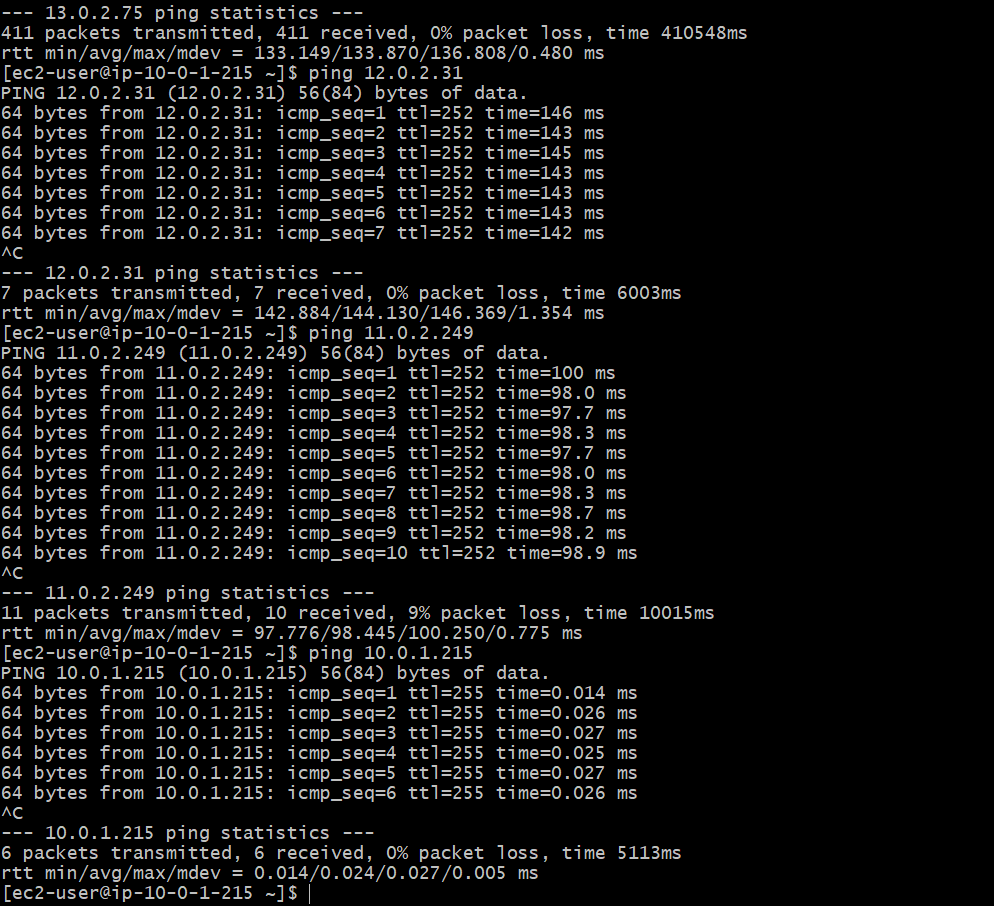 --- 13.0.2.75 ping statistics ---
411 packets transmitted, 411 received, 0% packet loss, time 410548ms
rtt min/avg/max/mdev = 133.149/133.870/136.808/0.480 ms
[ec2-user@ip-10-0-1-215 ~]$ ping 12.0.2.31
PING 12.0.2.31 (12.0.2.31) 56(84) bytes of data.
64 bytes from 12.0.2.31: icmp_seq=1 ttl=252 time=146 ms
64 bytes from 12.0.2.31: icmp_seq=2 ttl=252 time=143 ms
64 bytes from 12.0.2.31: icmp_seq=3 ttl=252 time=145 ms
64 bytes from 12.0.2.31: icmp_seq=4 ttl=252 time=143 ms
64 bytes from 12.0.2.31: icmp_seq=5 ttl=252 time=143 ms
64 bytes from 12.0.2.31: icmp_seq=6 ttl=252 time=143 ms
64 bytes from 12.0.2.31: icmp_seq=7 ttl=252 time=142 ms
^C
--- 12.0.2.31 ping statistics ---
7 packets transmitted, 7 received, 0% packet loss, time 6003ms
rtt min/avg/max/mdev = 142.884/144.130/146.369/1.354 ms
[ec2-user@ip-10-0-1-215 ~]$ ping 11.0.2.249
PING 11.0.2.249 (11.0.2.249) 56(84) bytes of data.
64 bytes from 11.0.2.249: icmp_seq=1 ttl=252 time=100 ms
64 bytes from 11.0.2.249: icmp_seq=2 ttl=252 time=98.0 ms
64 bytes from 11.0.2.249: icmp_seq=3 ttl=252 time=97.7 ms
64 bytes from 11.0.2.249: icmp_seq=4 ttl=252 time=98.3 ms
64 bytes from 11.0.2.249: icmp_seq=5 ttl=252 time=97.7 ms
64 bytes from 11.0.2.249: icmp_seq=6 ttl=252 time=98.0 ms
64 bytes from 11.0.2.249: icmp_seq=7 ttl=252 time=98.3 ms
64 bytes from 11.0.2.249: icmp_seq=8 ttl=252 time=98.7 ms
64 bytes from 11.0.2.249: icmp_seq=9 ttl=252 time=98.2 ms
64 bytes from 11.0.2.249: icmp_seq=10 ttl=252 time=98.9 ms
^C
--- 11.0.2.249 ping statistics ---
11 packets transmitted, 10 received, 9% packet loss, time 10015ms
rtt min/avg/max/mdev = 97.776/98.445/100.250/0.775 ms
[ec2-user@ip-10-0-1-215 ~]$ ping 10.0.1.215
PING 10.0.1.215 (10.0.1.215) 56(84) bytes of data.
64 bytes from 10.0.1.215: icmp_seq=1 ttl=255 time=0.014 ms
64 bytes from 10.0.1.215: icmp_seq=2 ttl=255 time=0.026 ms
64 bytes from 10.0.1.215: icmp_seq=3 ttl=255 time=0.027 ms
64 bytes from 10.0.1.215: icmp_seq=4 ttl=255 time=0.025 ms
64 bytes from 10.0.1.215: icmp_seq=5 ttl=255 time=0.027 ms
64 bytes from 10.0.1.215: icmp_seq=6 ttl=255 time=0.026 ms
^C
--- 10.0.1.215 ping statistics ---
6 packets transmitted, 6 received, 0% packet loss, time 5113ms
rtt min/avg/max/mdev = 0.014/0.024/0.027/0.005 ms
[ec2-user@ip-10-0-1-215 ~]$